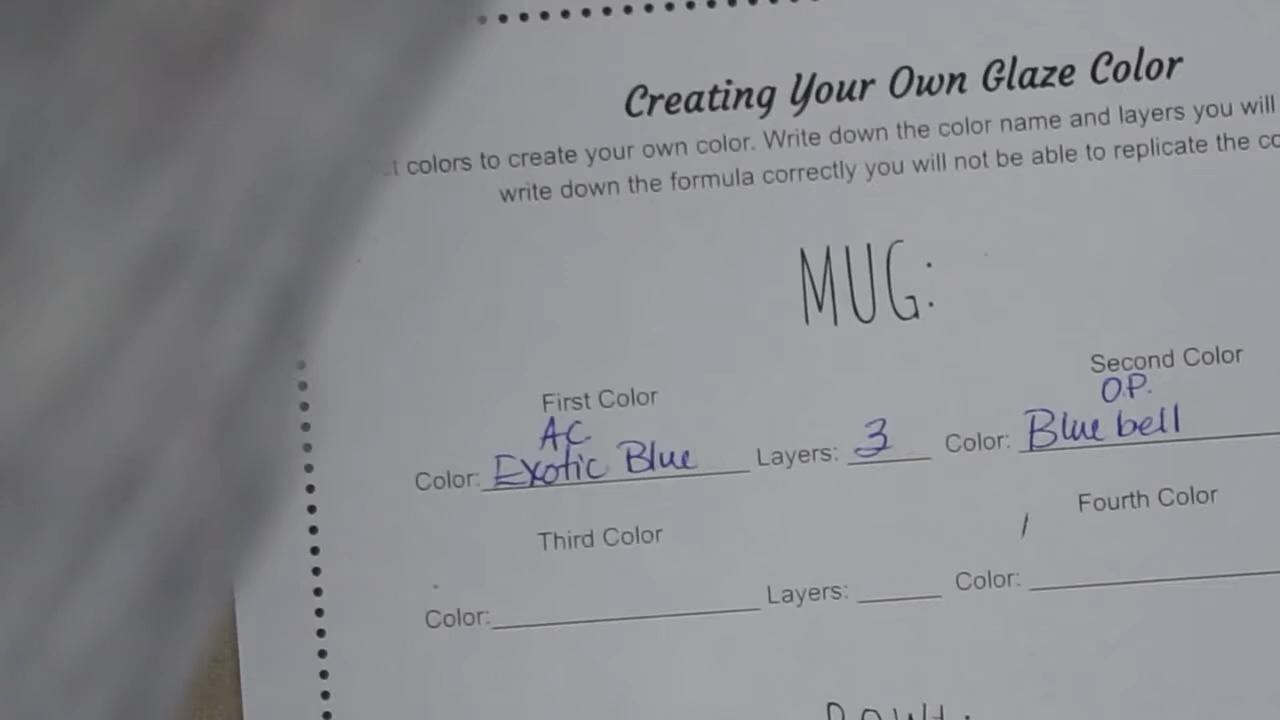 Creating Your Own Glaze Color
colors to create your own color. Write down the color name and layers you will
write down the formula correctly you will not be able to replicate the
MUG:
First Color
Second Color
A.C.
O.P.
Color: Exotic Blue Layers: 3 Color: Blue bell
Third Color
Fourth Color
Color: Layers: Color: